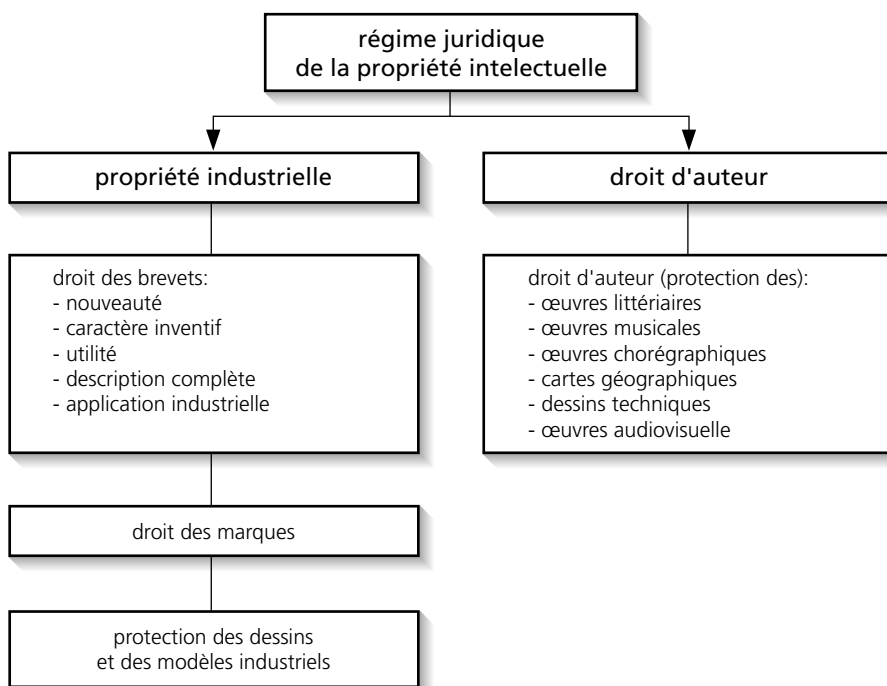 régime juridique
de la propriété intelectuelle
propriété industrielle
droit des brevets:
- nouveauté
- caractère inventif
- utilité
- description complète
- application industrielle
droit des marques
protection des dessins
et des modèles industriels
droit d'auteur
droit d'auteur (protection des):
- œuvres littériaires
- œuvres musicales
- œuvres chorégraphiques
- cartes géographiques
- dessins techniques
- œuvres audiovisuelle